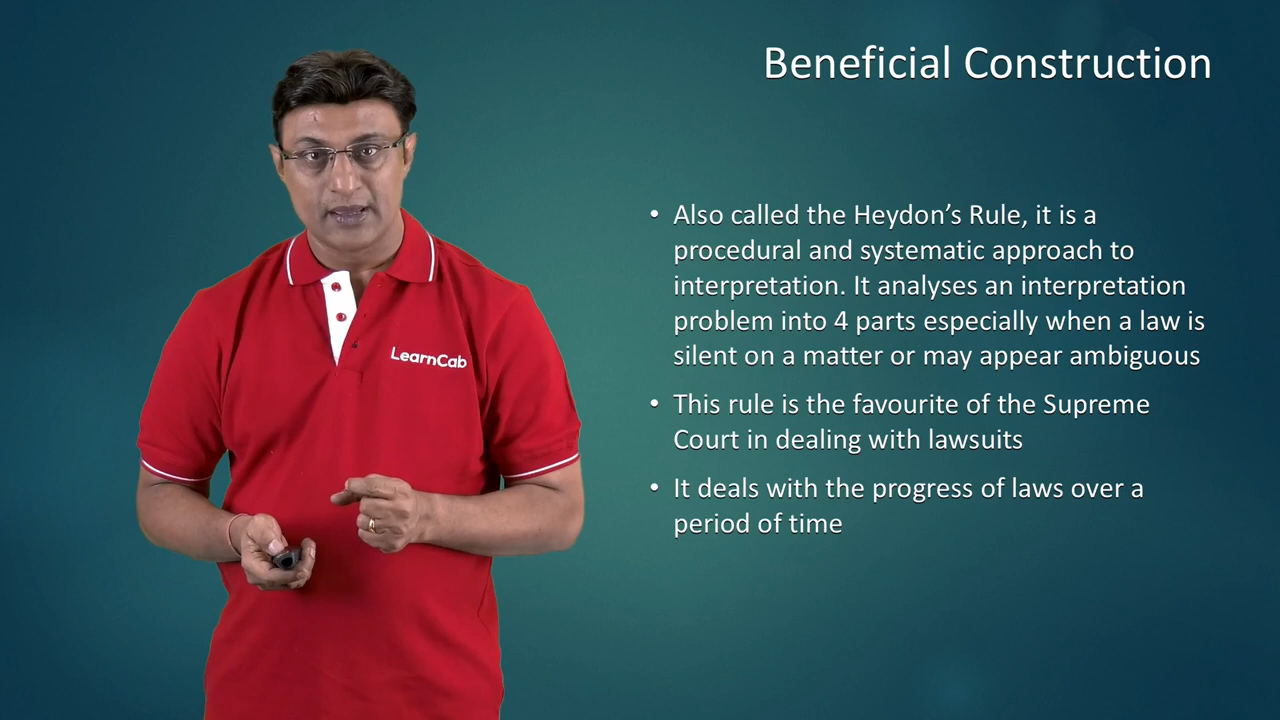 Beneficial Construction
• Also called the Heydon’s Rule, it is a
procedural and systematic approach to
interpretation. It analyses an interpretation
problem into 4 parts especially when a law is
silent on a matter or may appear ambiguous
• This rule is the favourite of the Supreme
Court in dealing with lawsuits
• It deals with the progress of laws over a
period of time
LearnCab